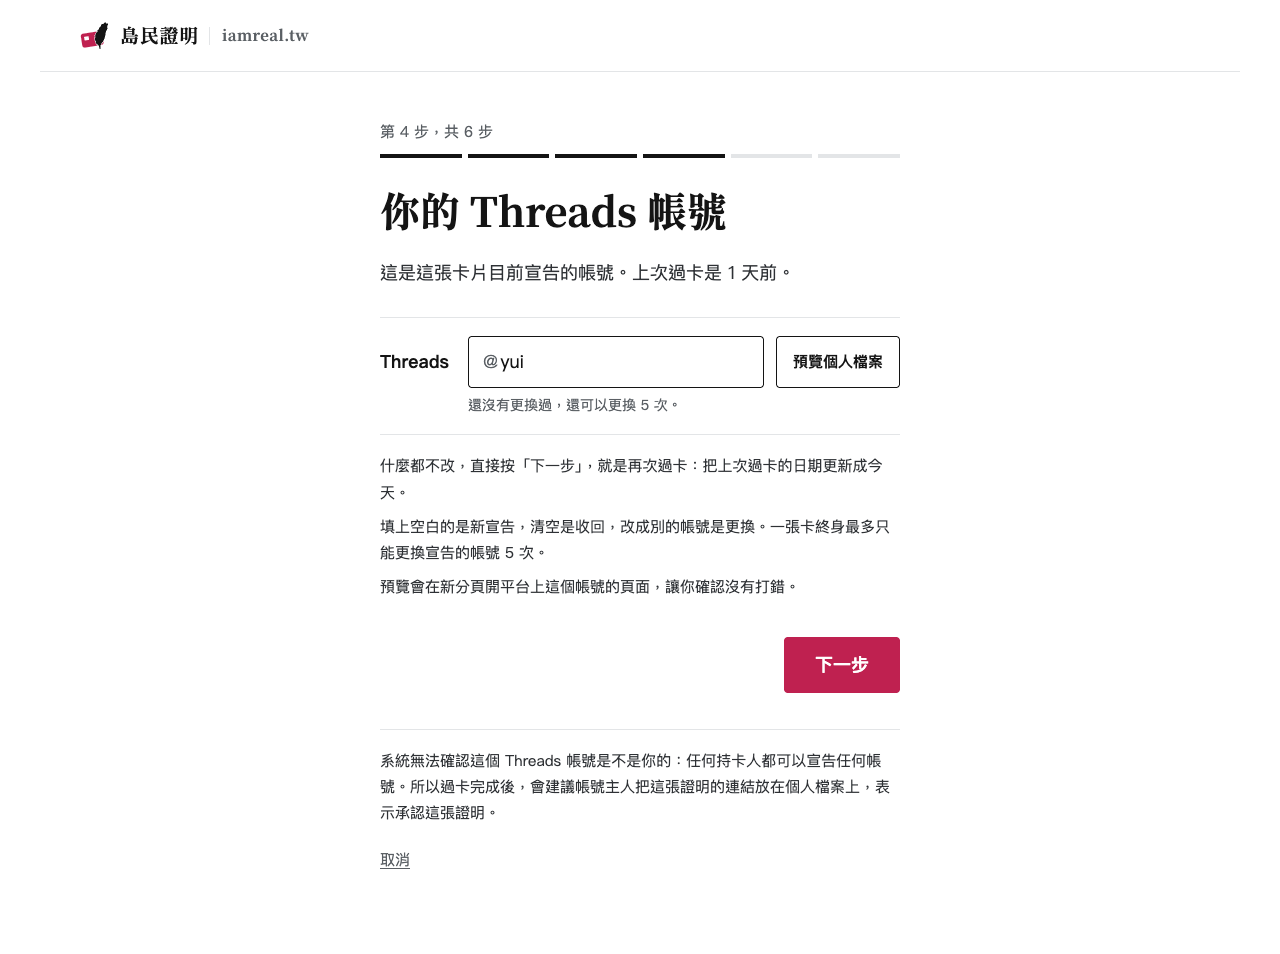 島民證明
iamreal.tw
第 4 步，共 6 步
你的 Threads 帳號
這是這張卡片目前宣告的帳號。上次過卡是 1 天前。
Threads
@yui
預覽個人檔案
還沒有更換過，還可以更換 5 次。
什麼都不改，直接按「下一步」，就是再次過卡：把上次過卡的日期更新成今
天。
填上空白的是新宣告，清空是收回，改成別的帳號是更換。一張卡終身最多只
能更換宣告的帳號 5 次。
預覽會在新分頁開平台上這個帳號的頁面，讓你確認沒有打錯。
下一步
系統無法確認這個 Threads 帳號是不是你的：任何持卡人都可以宣告任何帳
號。所以過卡完成後，會建議帳號主人把這張證明的連結放在個人檔案上，表
示承認這張證明。
取消